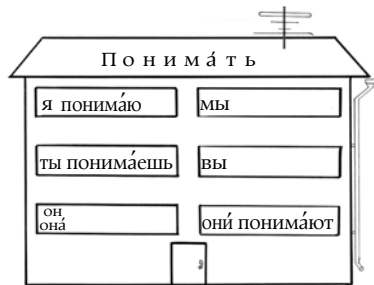 Понима́ть
я понима́ю
мы
ты понима́ешь
вы
он
она́
они́ понима́ют